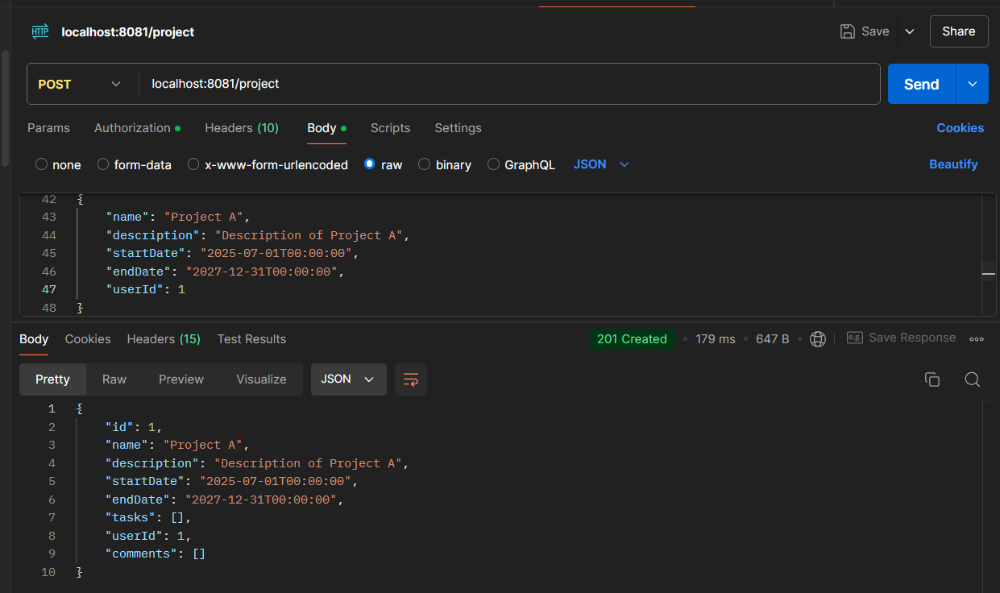 HTTP localhost:8081/project Save Share
POST localhost:8081/project Send
Params Authorization Headers (10) Body Scripts Settings Cookies
none form-data x-www-form-urlencoded raw binary GraphQL JSON Beautify
42 {
43 "name": "Project A",
44 "description": "Description of Project A",
45 "startDate": "2025-07-01T00:00:00",
46 "endDate": "2027-12-31T00:00:00",
47 "userId": 1
48 }
Body Cookies Headers (15) Test Results 201 Created 179 ms 647 B e.g. Save Response
Pretty Raw Preview Visualize JSON
1 {
2 "id": 1,
3 "name": "Project A",
4 "description": "Description of Project A",
5 "startDate": "2025-07-01T00:00:00",
6 "endDate": "2027-12-31T00:00:00",
7 "tasks": [],
8 "userId": 1,
9 "comments": []
10 }